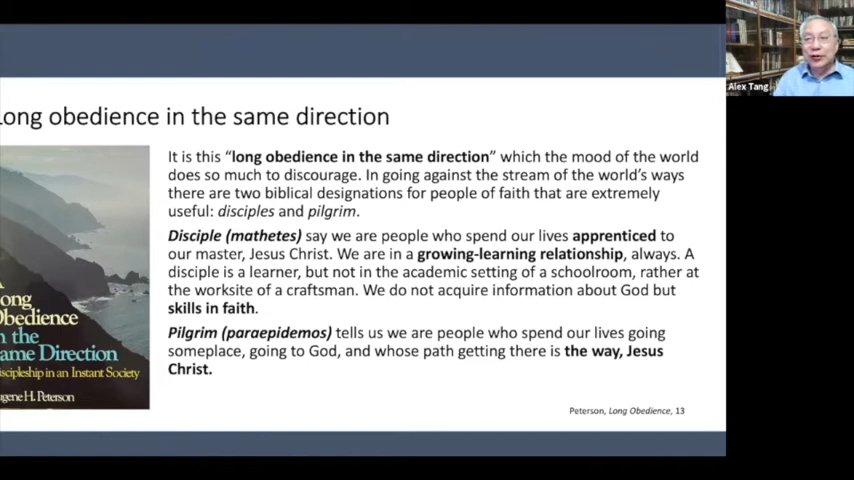 ong obedience in the same direction
It is this “long obedience in the same direction” which the mood of the world
does so much to discourage. In going against the stream of the world’s ways
there are two biblical designations for people of faith that are extremely
useful: disciples and pilgrim.
Disciple (mathetes) say we are people who spend our lives apprenticed to
our master, Jesus Christ. We are in a growing-learning relationship, always. A
disciple is a learner, but not in the academic setting of a schoolroom, rather at
the worksite of a craftsman. We do not acquire information about God but
skills in faith.
Pilgrim (paraepidemos) tells us we are people who spend our lives going
someplace, going to God, and whose path getting there is the way, Jesus
Christ.
Peterson, Long Obedience, 13
ong
bedience
n the
ame Direction
iscipleship in an Instant Society
ugene H. Peterson
Alex Tang